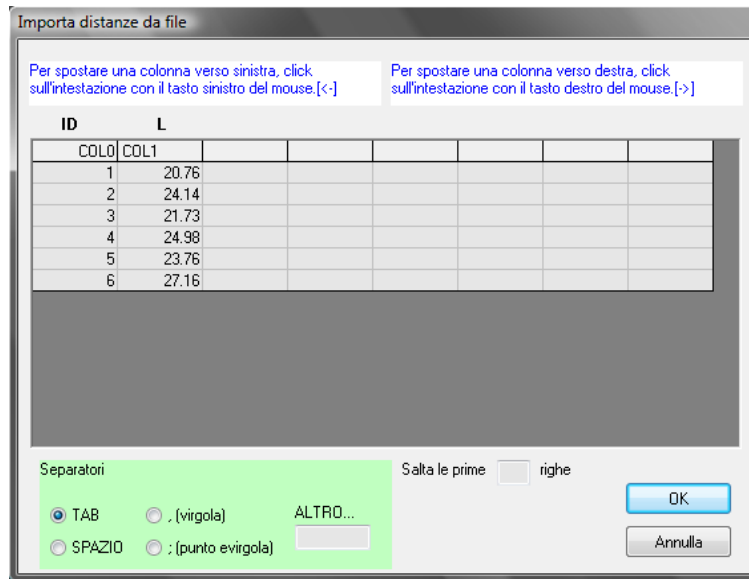 Importa distanze da file
Per spostare una colonna verso sinistra, click
sull'intestazione con il tasto sinistro del mouse.[<-]
Per spostare una colonna verso destra, click
sull'intestazione con il tasto destro del mouse.[->]
ID L
COL0 COL1
1 20.76
2 24.14
3 21.73
4 24.98
5 23.76
6 27.16
Separatori
TAB , (virgola) ALTRO...
SPAZIO ; (punto evirgola)
Salta le prime righe
OK
Annulla